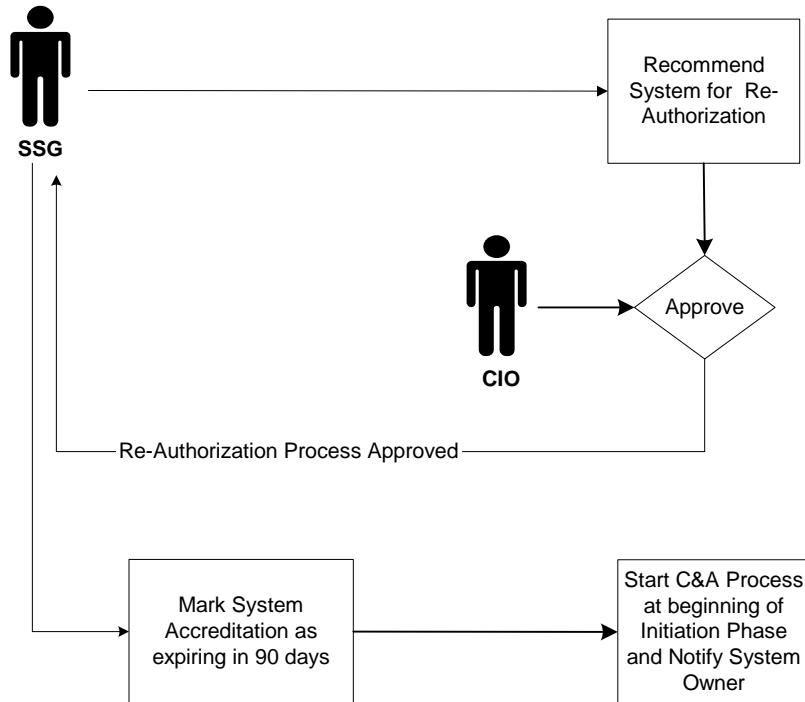 SSG
Recommend
System for Re-
Authorization
Approve
CIO
Re-Authorization Process Approved
Mark System
Accreditation as
expiring in 90 days
Start C&A Process
at beginning of
Initiation Phase
and Notify System
Owner